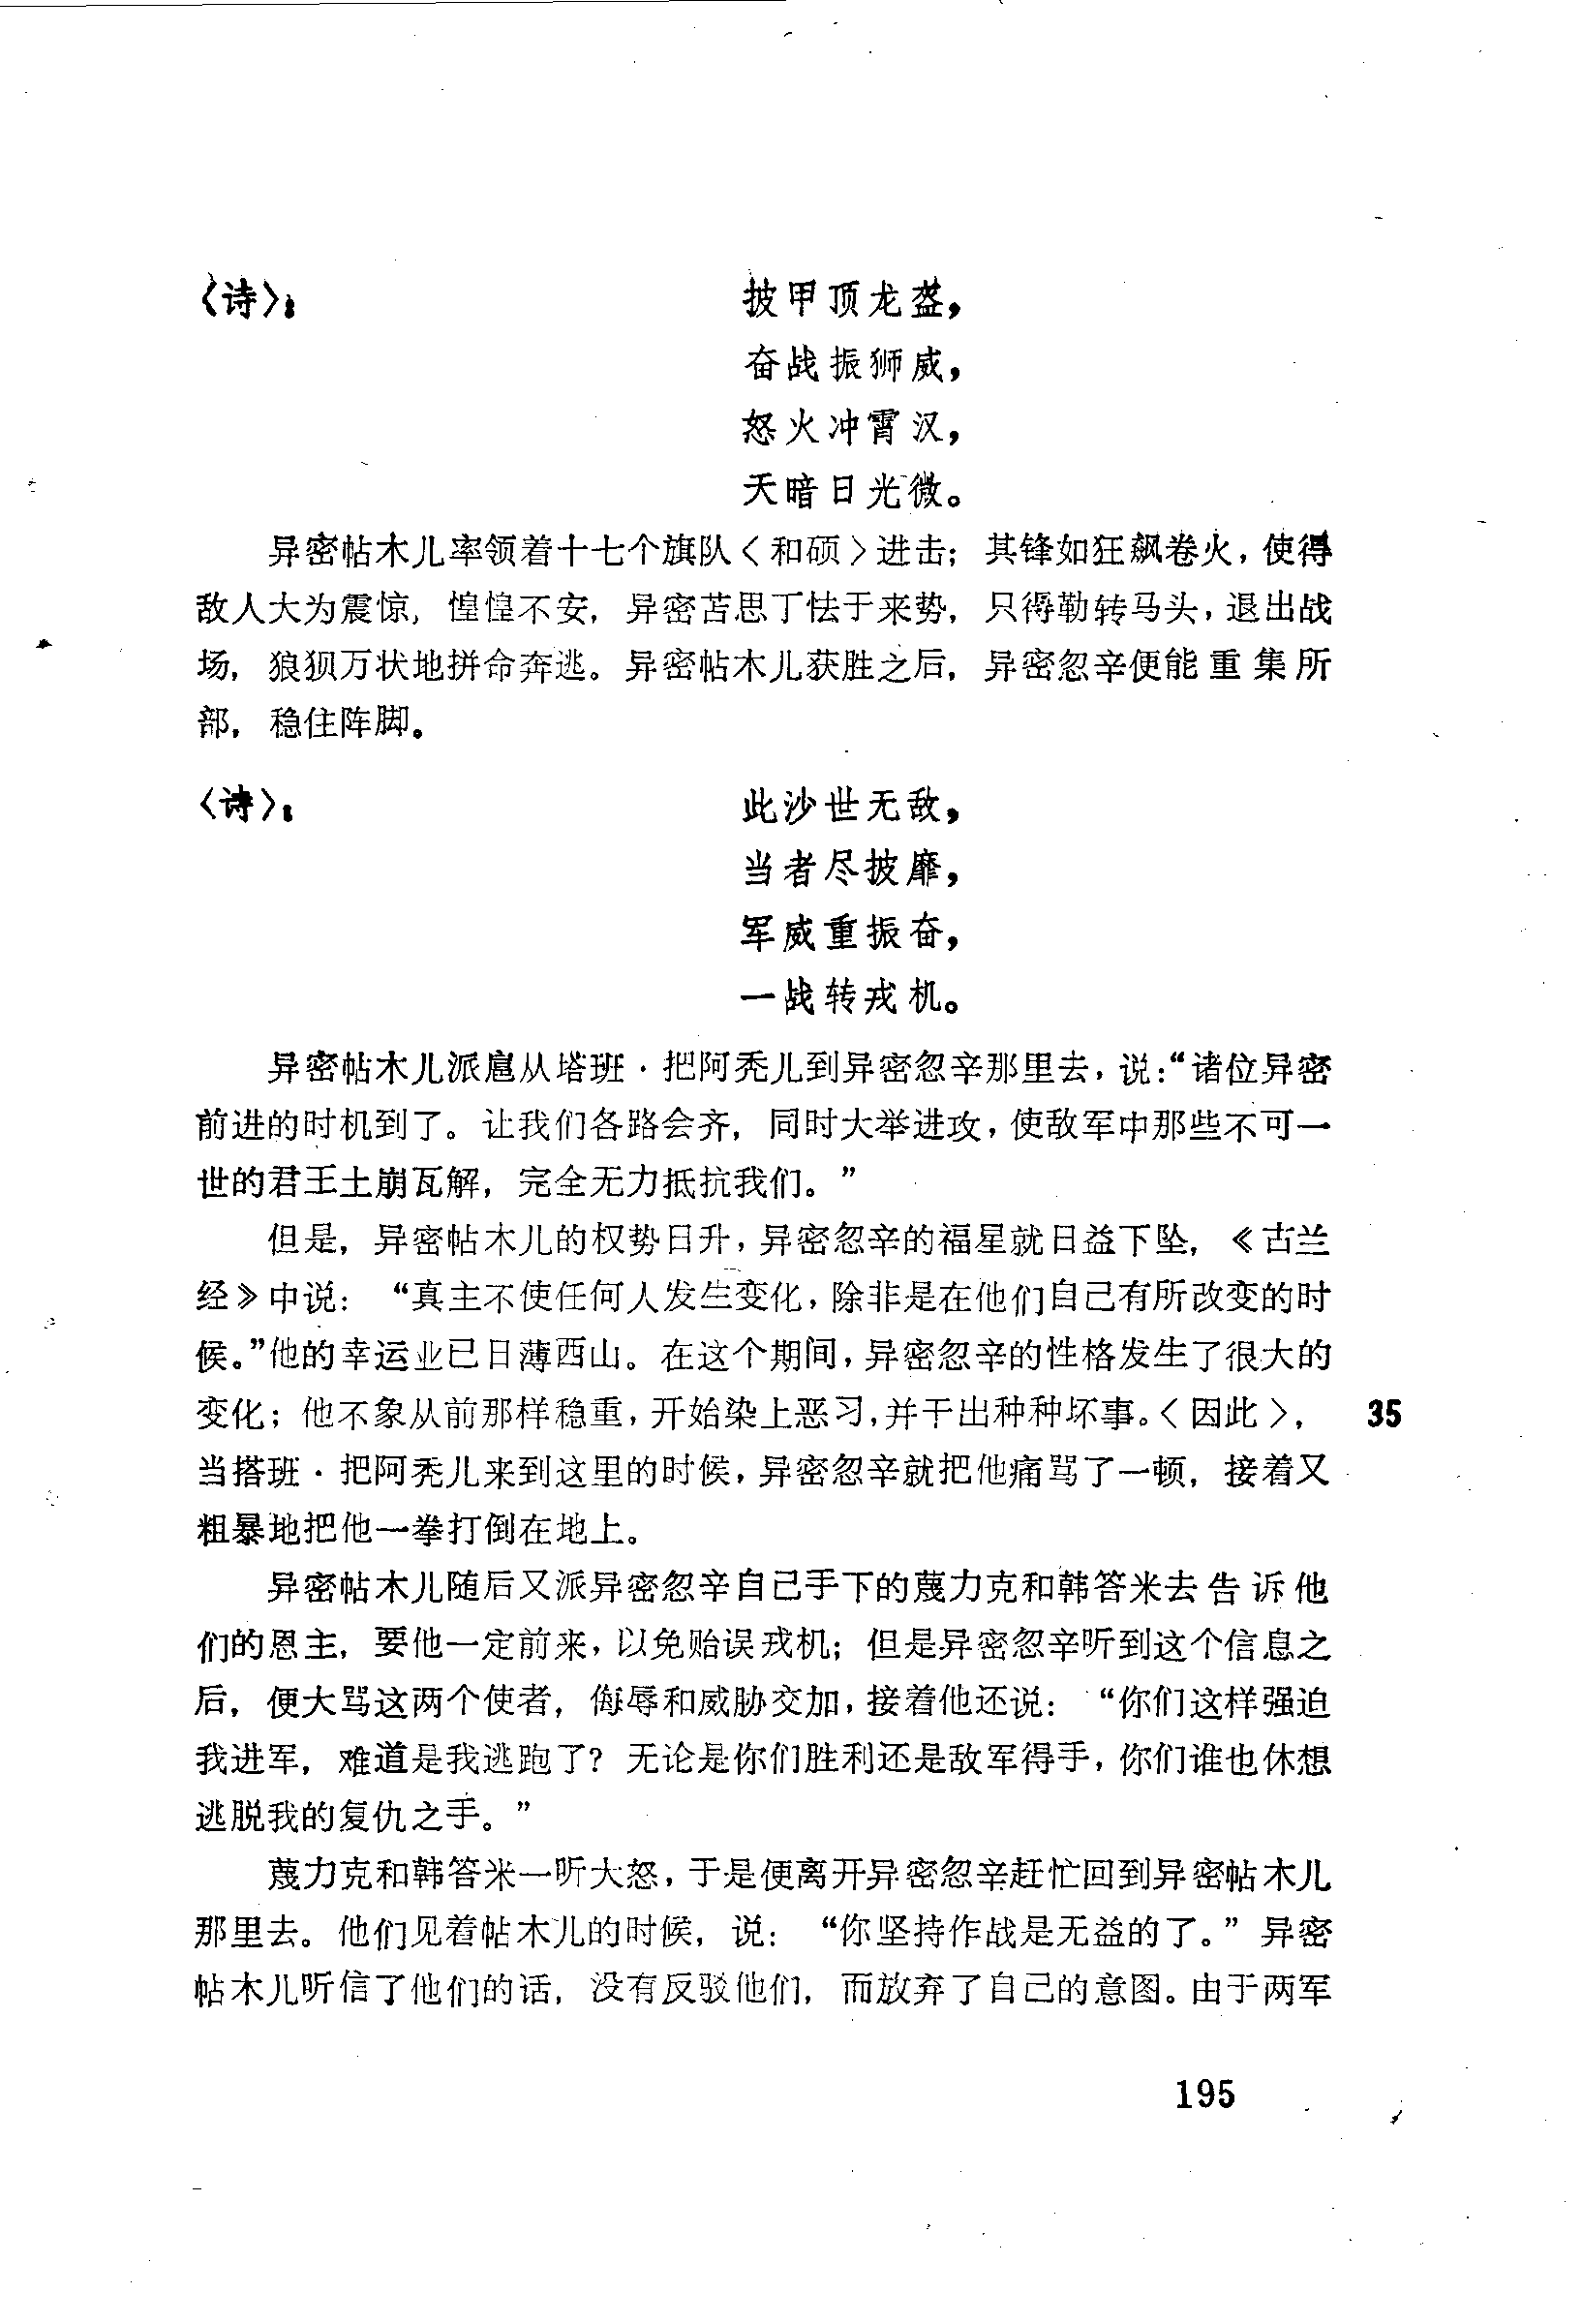 〈诗〉：　披甲顶龙盔，
奋战振狮威，
怒火冲霄汉，
天暗日光微。
异密帖木儿率领着十七个旗队〈和硕〉进击；其锋如狂飙卷火，使得
敌人大为震惊，惶惶不安，异密苫思丁怯于来势，只得勒转马头，退出战
场，狼狈万状地拼命奔逃。异密帖木儿获胜之后，异密忽辛便能重集所
部，稳住阵脚。
〈诗〉：　此沙世无敌，
当者尽披靡，
军威重振奋，
一战转戎机。
异密帖木儿派扈从塔班·把阿秃儿到异密忽辛那里去，说：“诸位异密
前进的时机到了。让我们各路会齐，同时大举进攻，使敌军中那些不可一
世的君王土崩瓦解，完全无力抵抗我们。”
但是，异密帖木儿的权势日升，异密忽辛的福星就日益下坠，《古兰
经》中说：“真主不使任何人发生变化，除非是在他们自己有所改变的时
候。”他的幸运业已日薄西山。在这个期间，异密忽辛的性格发生了很大的
变化；他不象从前那样稳重，开始染上恶习，并干出种种坏事。〈因此〉，　35
当搭班·把阿秃儿来到这里的时候，异密忽辛就把他痛骂了一顿，接着又
粗暴地把他一拳打倒在地上。
异密帖木儿随后又派异密忽辛自己手下的蔑力克和韩答米去告诉他
们的恩主，要他一定前来，以免贻误戎机；但是异密忽辛听到这个信息之
后，便大骂这两个使者，侮辱和威胁交加，接着他还说：“你们这样强迫
我进军，难道是我逃跑了？无论是你们胜利还是敌军得手，你们谁也休想
逃脱我的复仇之手。”
蔑力克和韩答米一听大怒，于是便离开异密忽辛赶忙回到异密帖木儿
那里去。他们见着帖木儿的时候，说：“你坚持作战是无益的了。”异密
帖木儿听信了他们的话，没有反驳他们，而放弃了自己的意图。由于两军
195